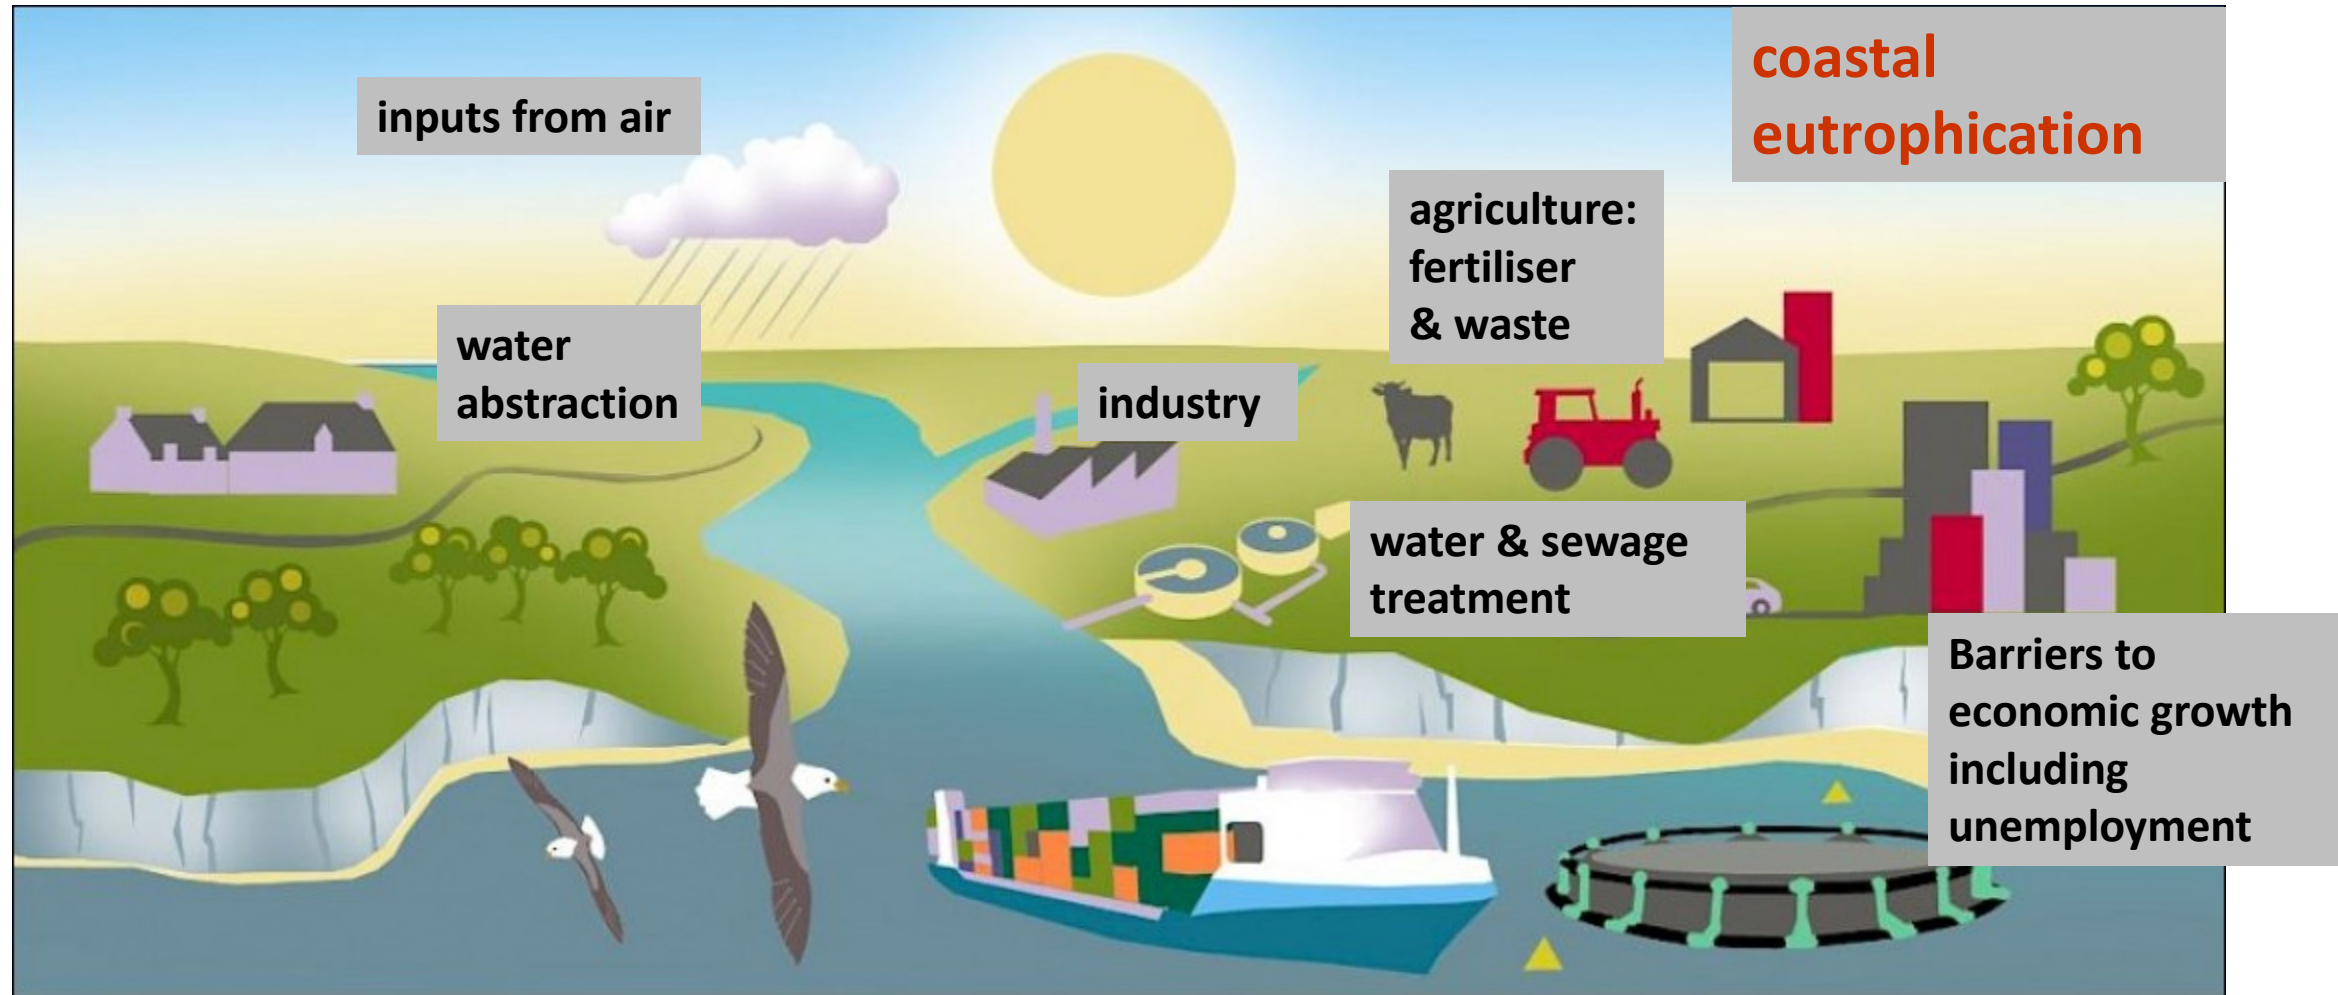 coastal
eutrophication
inputs from air
agriculture:
fertiliser
& waste
water
abstraction
industry
water & sewage
treatment
Barriers to
economic growth
including
unemployment